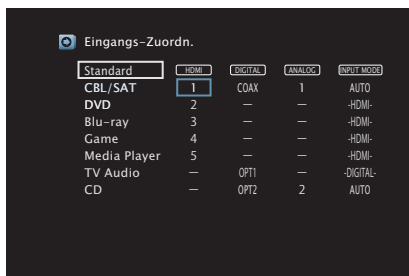 Eingangs-Zuordn.
Standard HDMI DIGITAL ANALOG INPUT MODE
CBL/SAT 1 COAX 1 AUTO
DVD 2 — — -HDMI-
Blu-ray 3 — — -HDMI-
Game 4 — — -HDMI-
Media Player 5 — — -HDMI-
TV Audio — OPT1 — -DIGITAL-
CD — OPT2 2 AUTO